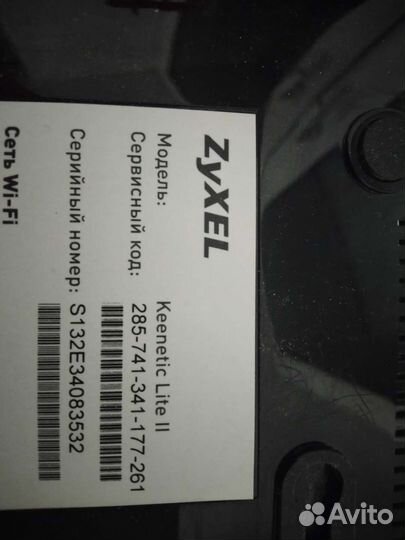 ZyXEL
Модель: Keenetic Lite II
Сервисный код: 285-741-341-177-261
Серийный номер: S132E34083532
Сеть Wi-Fi
Avito